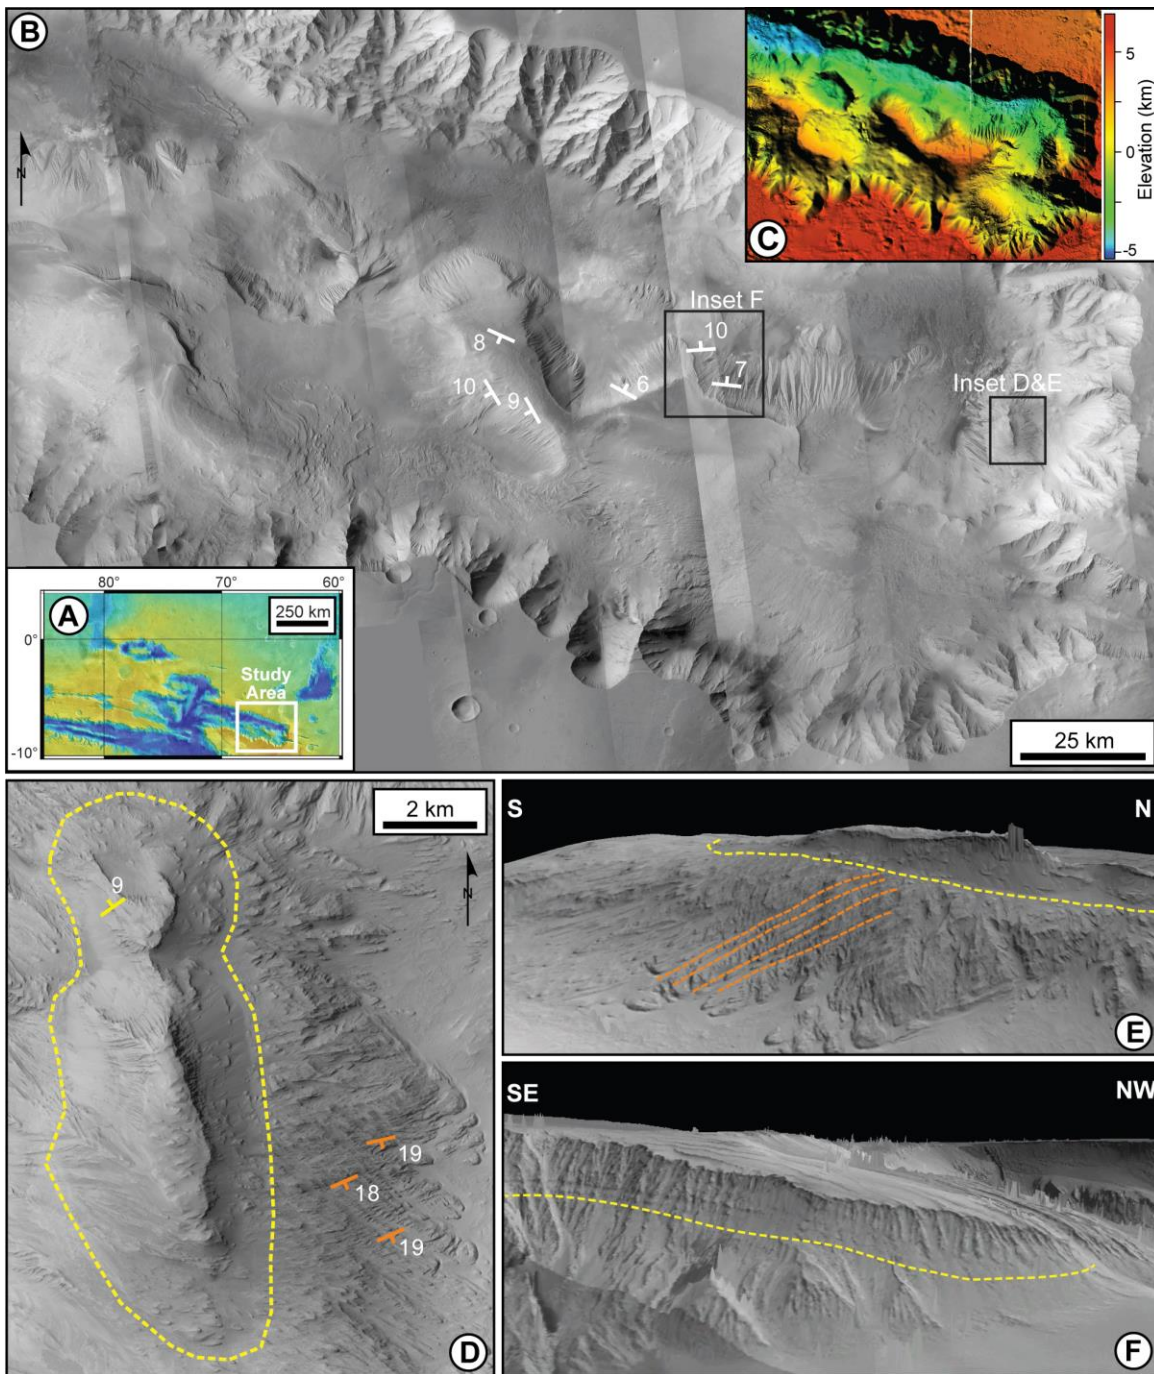 B
N
C
5
0
-5
Elevation (km)
Inset F
10
7
8
6
10
9
Inset D&E
80°
70°
60°
A
250 km
0°
Study
Area
-10°
25 km
2 km
N
9
19
18
19
D
S
N
E
SE
NW
F